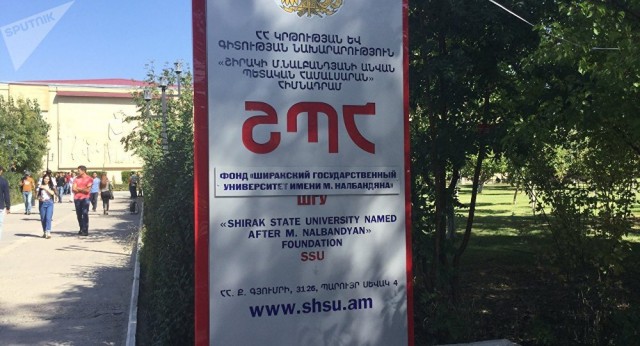 SPUTNIK
ՀՀ ԿՐԹՈՒԹՅԱՆ ԵՎ
ԳԻՏՈՒԹՅԱՆ ՆԱԽԱՐԱՐՈՒԹՅՈՒՆ
«ՇԻՐԱԿԻ Մ.ՆԱԼԲԱՆԴՅԱՆԻ ԱՆՎԱՆ
ՊԵՏԱԿԱՆ ՀԱՄԱԼՍԱՐԱՆ»
ՀԻՄՆԱԴՐԱՄ
ՇՊՀ
ФОНД «ШИРАКСКИЙ ГОСУДАРСТВЕННЫЙ
УНИВЕРСИТЕТ ИМЕНИ М. НАЛБАНДЯНА»
ШГУ
«SHIRAK STATE UNIVERSITY NAMED
AFTER M. NALBANDYAN»
FOUNDATION
SSU
ՀՀ. Ք. ԳՅՈՒՄՐԻ, 3126, ՊԱՐՈՒՅՐ ՍԵՎԱԿ 4
www.shsu.am